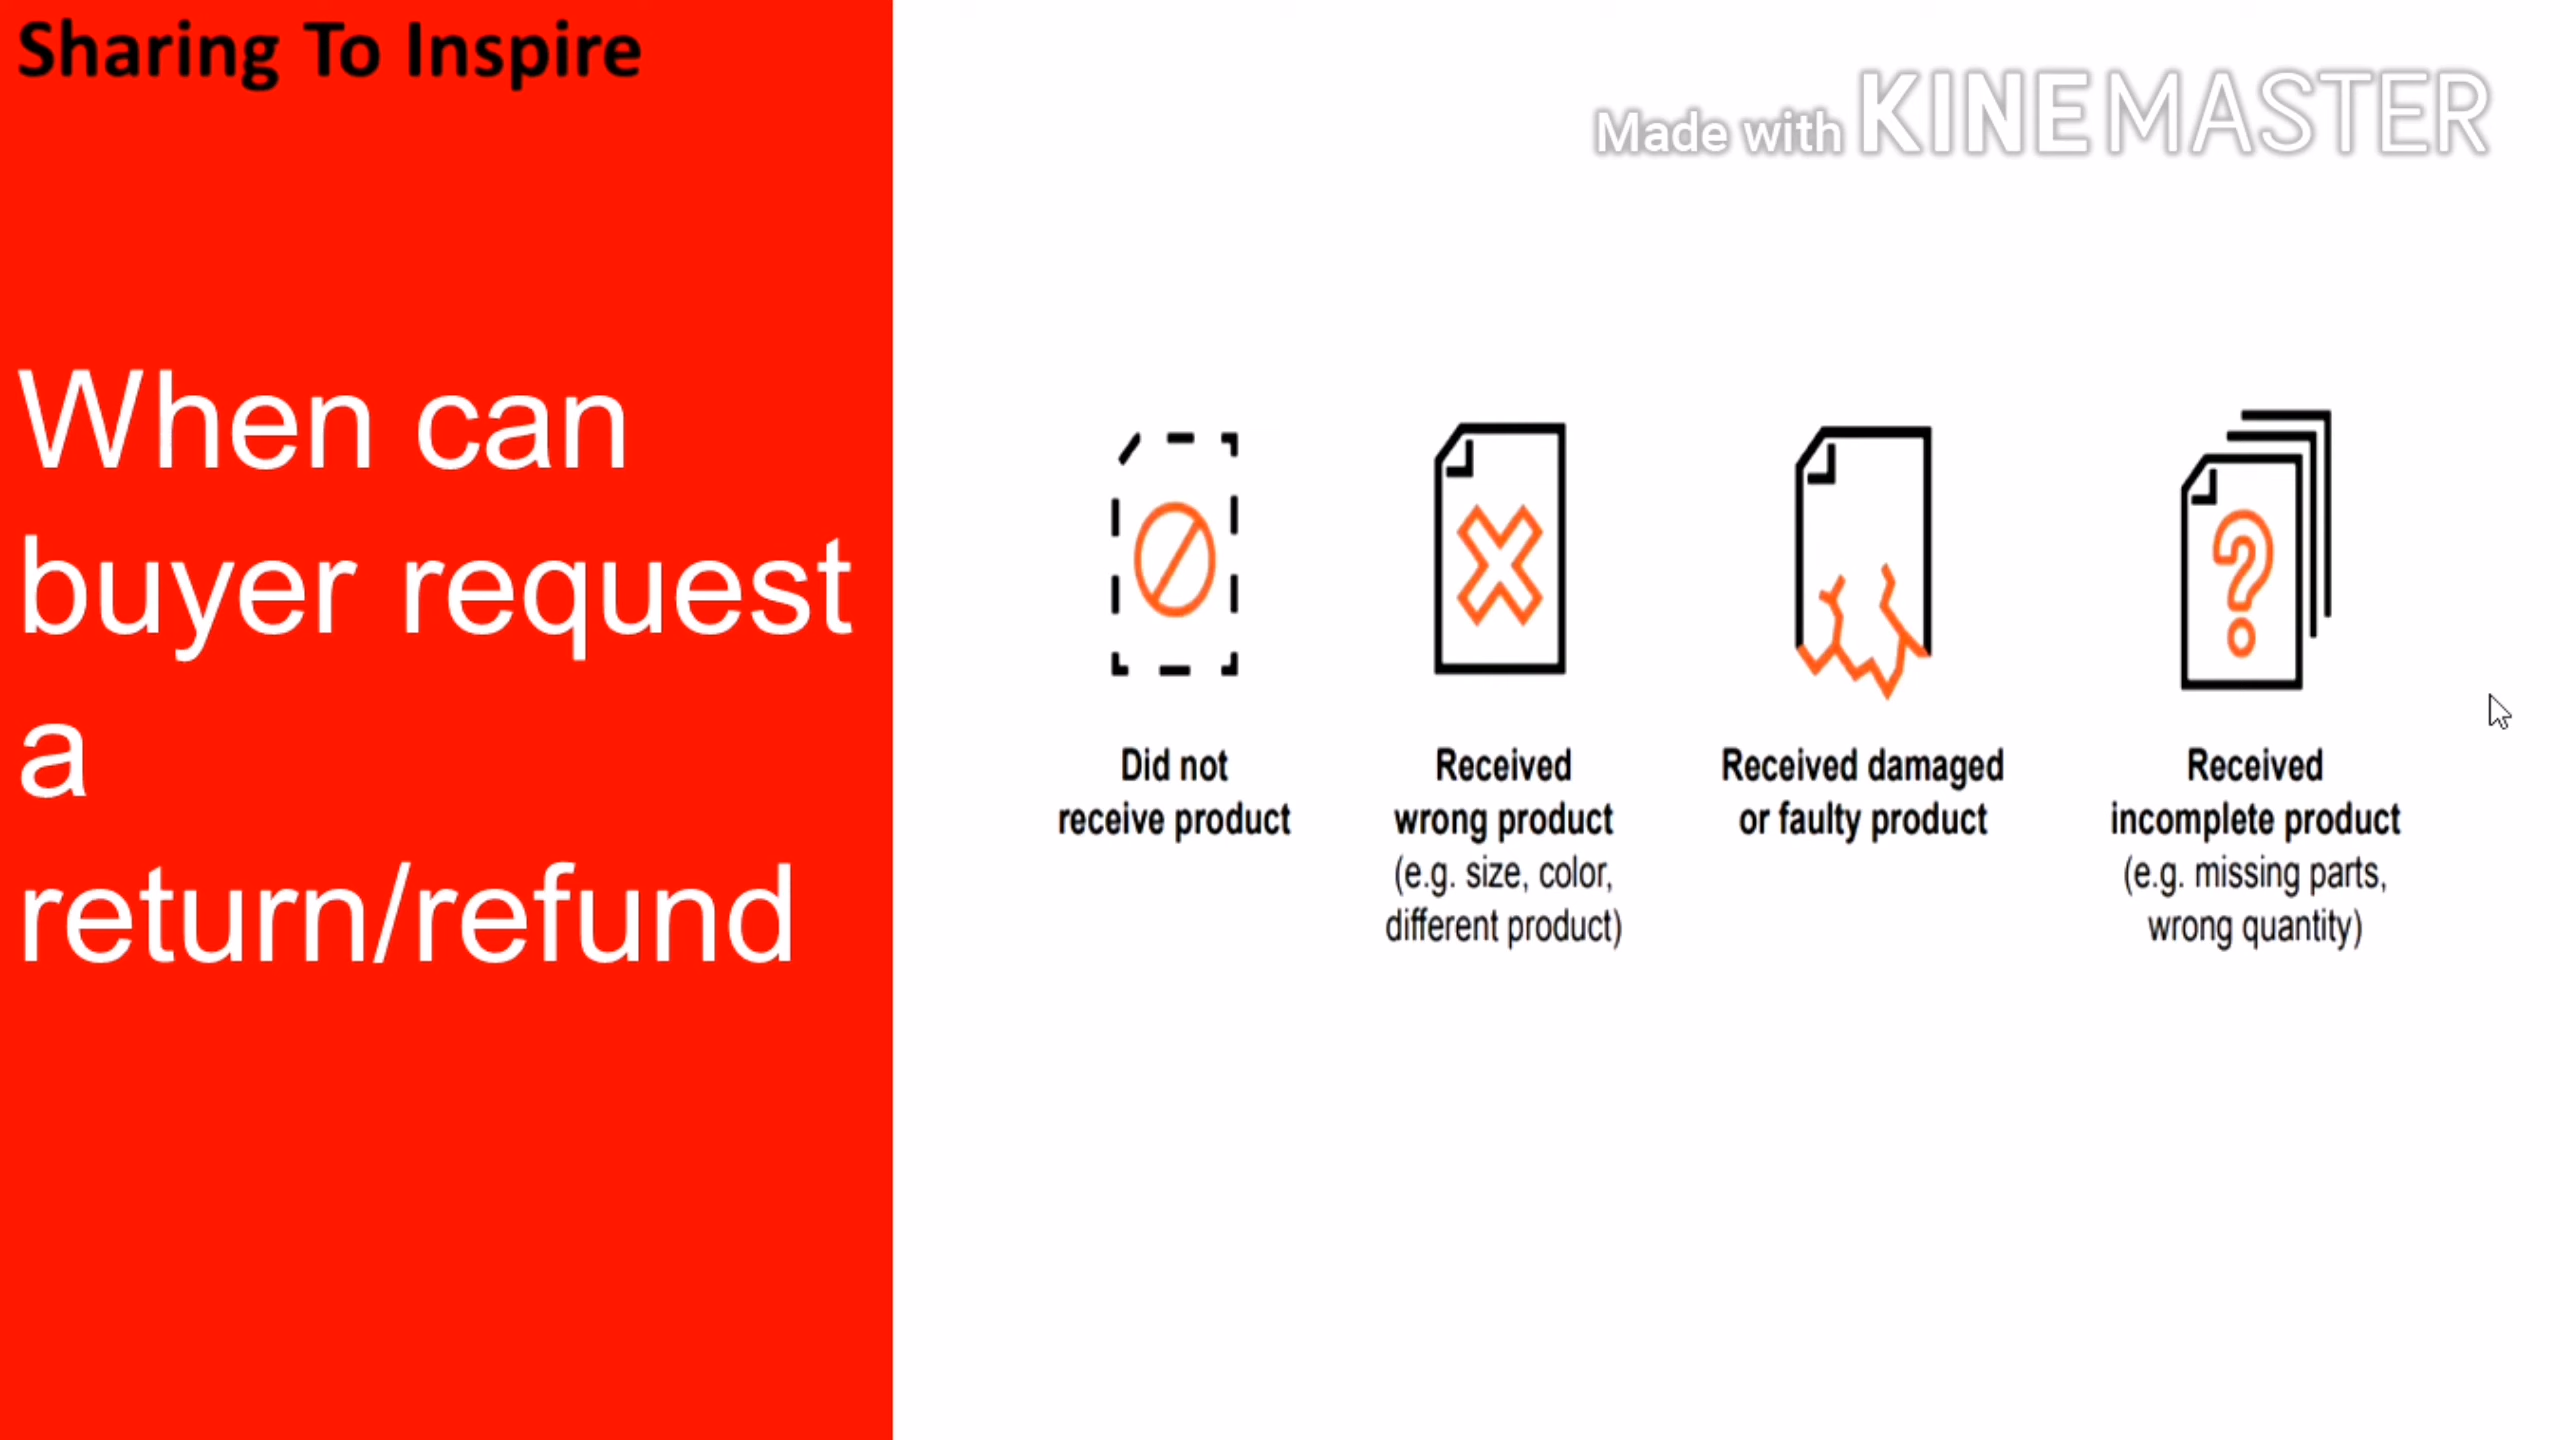 Sharing To Inspire
Made with KINEMASTER
When can
buyer request
a
return/refund
Did not
receive product
Received
wrong product
(e.g. size, color,
different product)
Received damaged
or faulty product
Received
incomplete product
(e.g. missing parts,
wrong quantity)